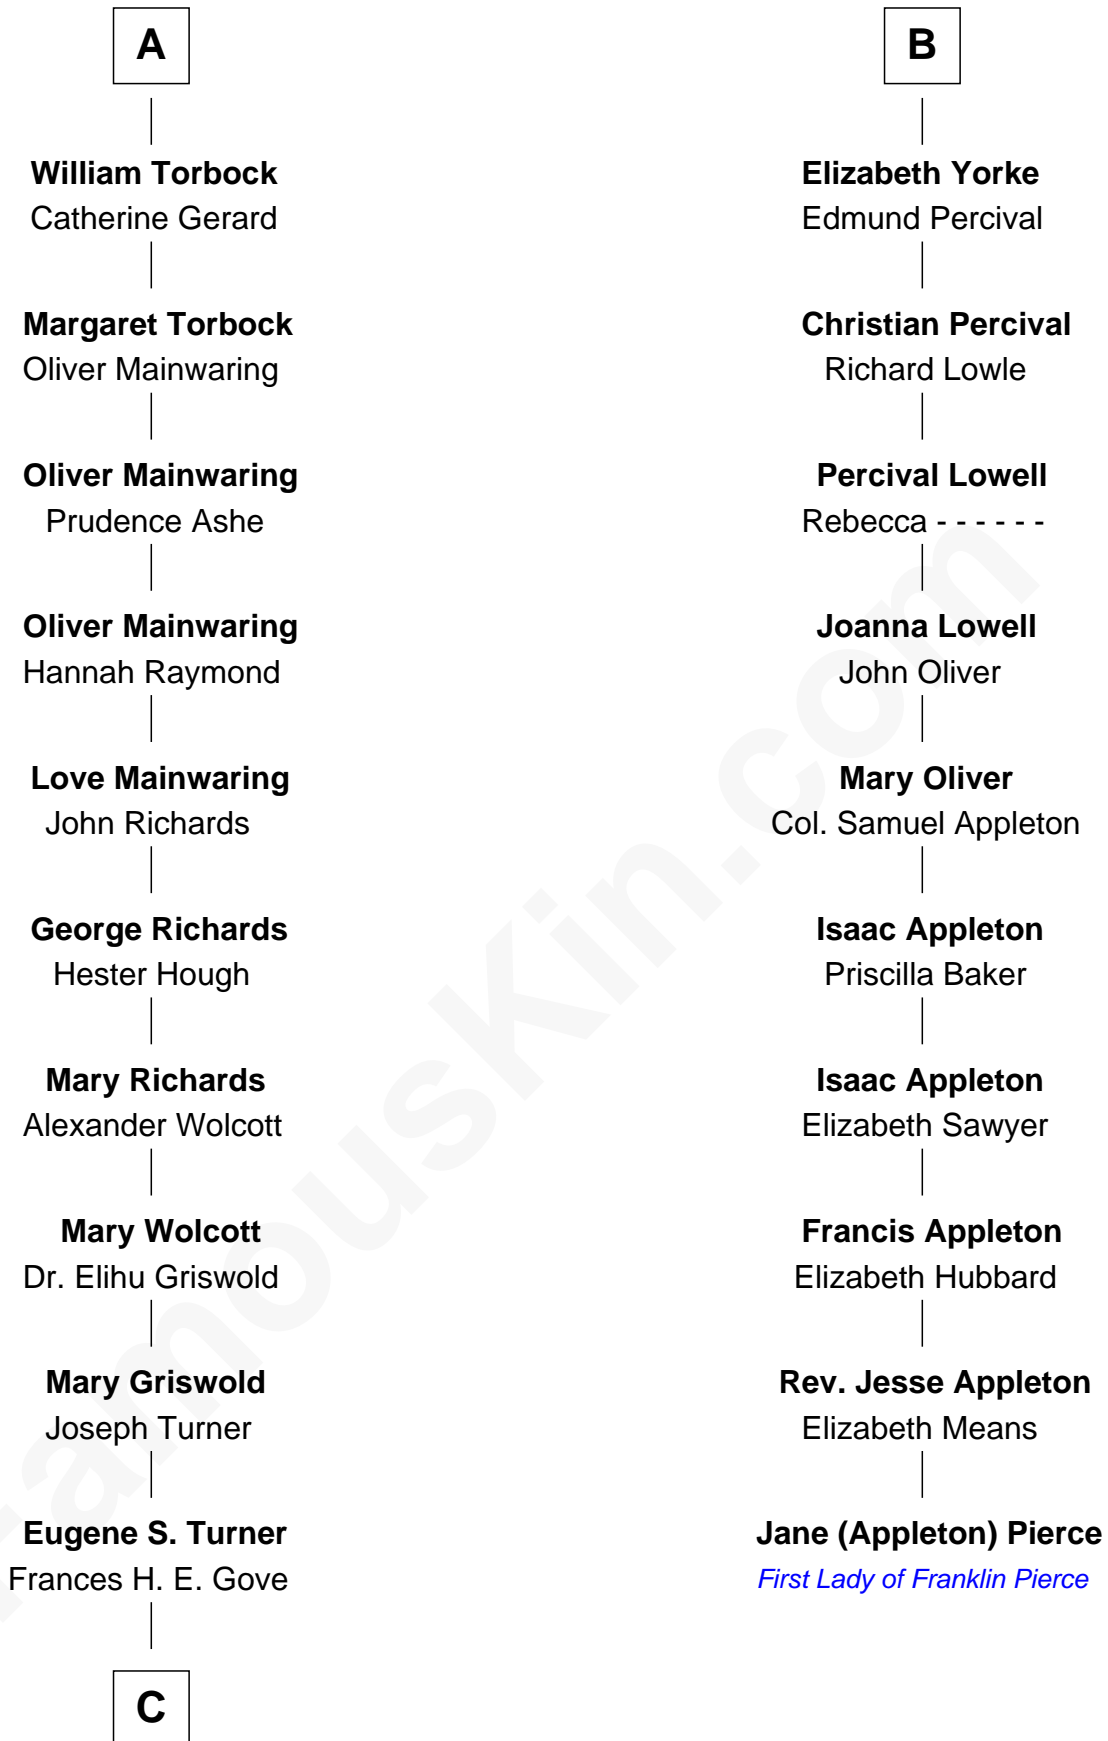 A
William Torbock
Catherine Gerard
Margaret Torbock
Oliver Mainwaring
Oliver Mainwaring
Prudence Ashe
Oliver Mainwaring
Hannah Raymond
Love Mainwaring
John Richards
George Richards
Hester Hough
Mary Richards
Alexander Wolcott
Mary Wolcott
Dr. Elihu Griswold
Mary Griswold
Joseph Turner
Eugene S. Turner
Frances H. E. Gove
C
B
Elizabeth Yorke
Edmund Percival
Christian Percival
Richard Lowle
Percival Lowell
Rebecca - - - - - -
Joanna Lowell
John Oliver
Mary Oliver
Col. Samuel Appleton
Isaac Appleton
Priscilla Baker
Isaac Appleton
Elizabeth Sawyer
Francis Appleton
Elizabeth Hubbard
Rev. Jesse Appleton
Elizabeth Means
Jane (Appleton) Pierce
First Lady of Franklin Pierce
FamousKin.com